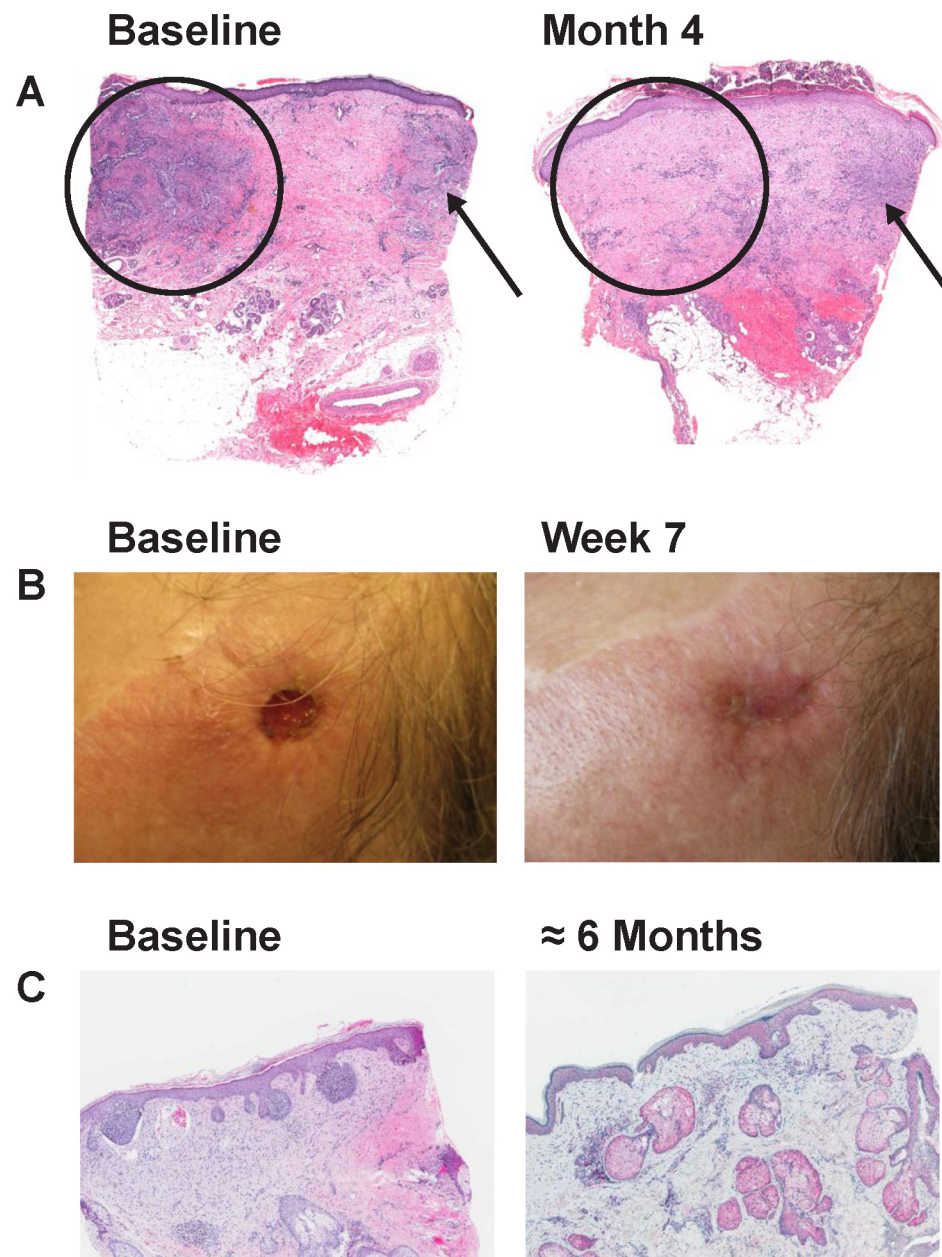 Baseline Month 4
A
Baseline Week 7
B
Baseline ≈ 6 Months
C